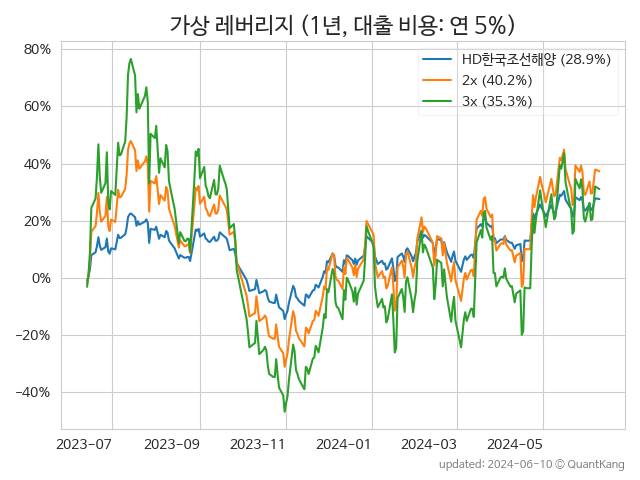 가상 레버리지 (1년, 대출 비용: 연 5%)
HD한국조선해양 (28.9%)
2x (40.2%)
3x (35.3%)
80%
60%
40%
20%
0%
−20%
−40%
2023-07 2023-09 2023-11 2024-01 2024-03 2024-05
updated: 2024-06-10 © QuantKang